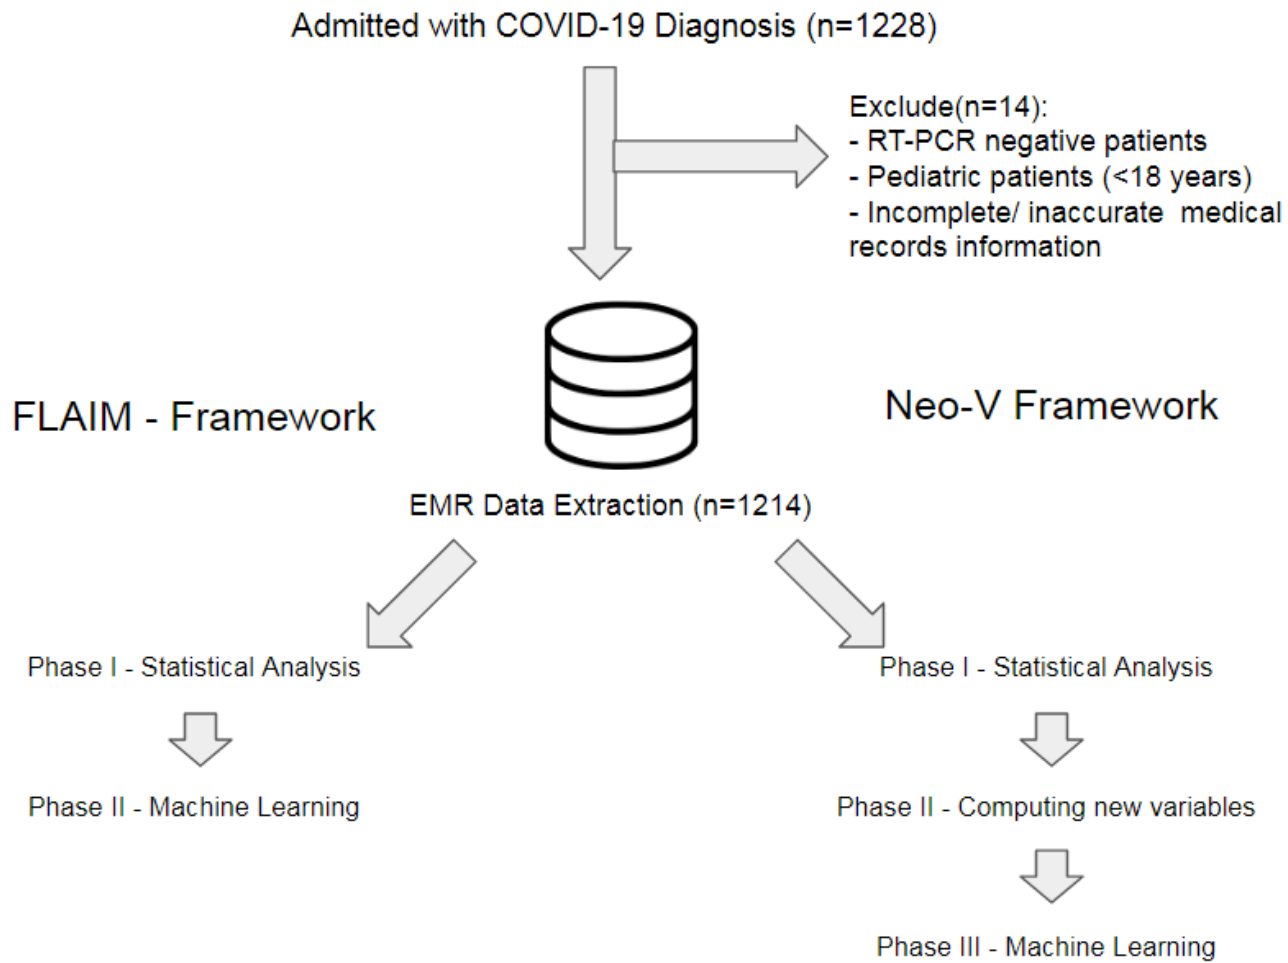 Admitted with COVID-19 Diagnosis (n=1228)
Exclude(n=14):
- RT-PCR negative patients
- Pediatric patients (<18 years)
- Incomplete/ inaccurate  medical
records information
FLAIM - Framework
Neo-V Framework
EMR Data Extraction (n=1214)
Phase I - Statistical Analysis
Phase I - Statistical Analysis
Phase II - Machine Learning
Phase II - Computing new variables
Phase III - Machine Learning